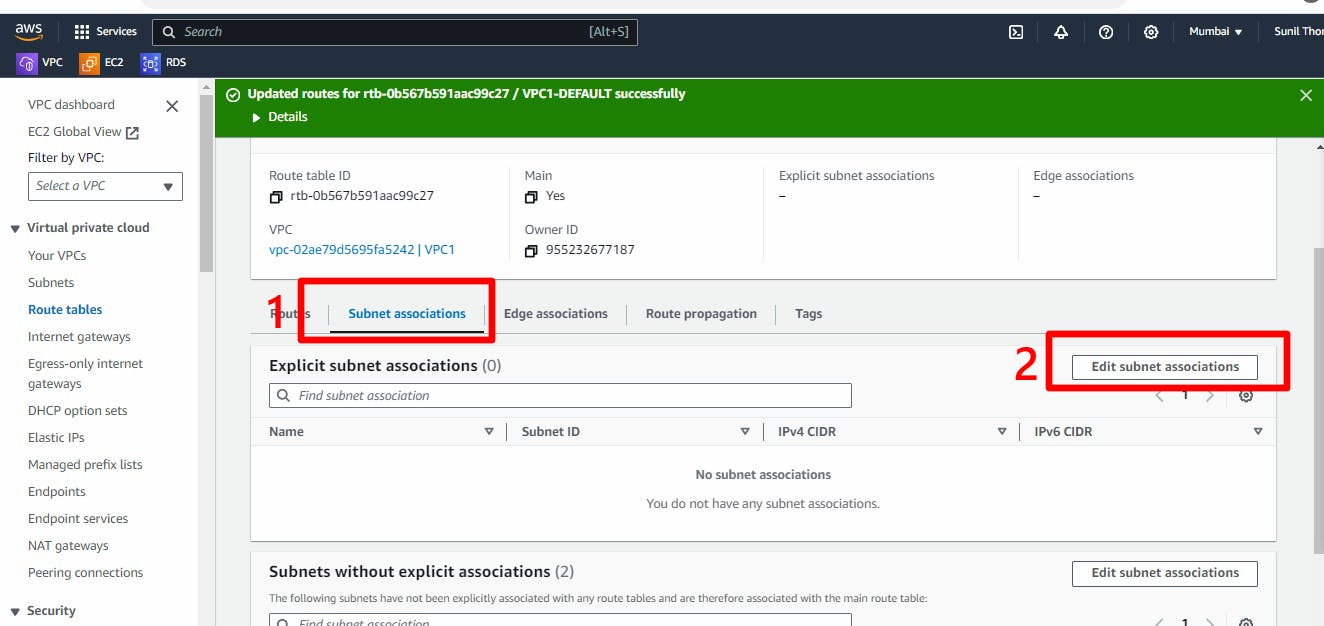 aws Services Search [Alt+S] Mumbai ▼ Sunil Thor
VPC EC2 RDS
VPC dashboard
EC2 Global View
Filter by VPC:
Select a VPC
Virtual private cloud
Your VPCs
Subnets
Route tables
Internet gateways
Egress-only internet
gateways
DHCP option sets
Elastic IPs
Managed prefix lists
Endpoints
Endpoint services
NAT gateways
Peering connections
Security
Updated routes for rtb-0b567b591aac99c27 / VPC1-DEFAULT successfully
Details
Route table ID
rtb-0b567b591aac99c27
Main
Yes
Explicit subnet associations
–
Edge associations
–
VPC
vpc-02ae79d5695fa5242 | VPC1
Owner ID
955232677187
1
Routes Subnet associations Edge associations Route propagation Tags
Explicit subnet associations (0)
2
Edit subnet associations
Find subnet association
1
Name Subnet ID IPv4 CIDR IPv6 CIDR
No subnet associations
You do not have any subnet associations.
Subnets without explicit associations (2)
Edit subnet associations
The following subnets have not been explicitly associated with any route tables and are therefore associated with the main route table:
Find subnet association
1